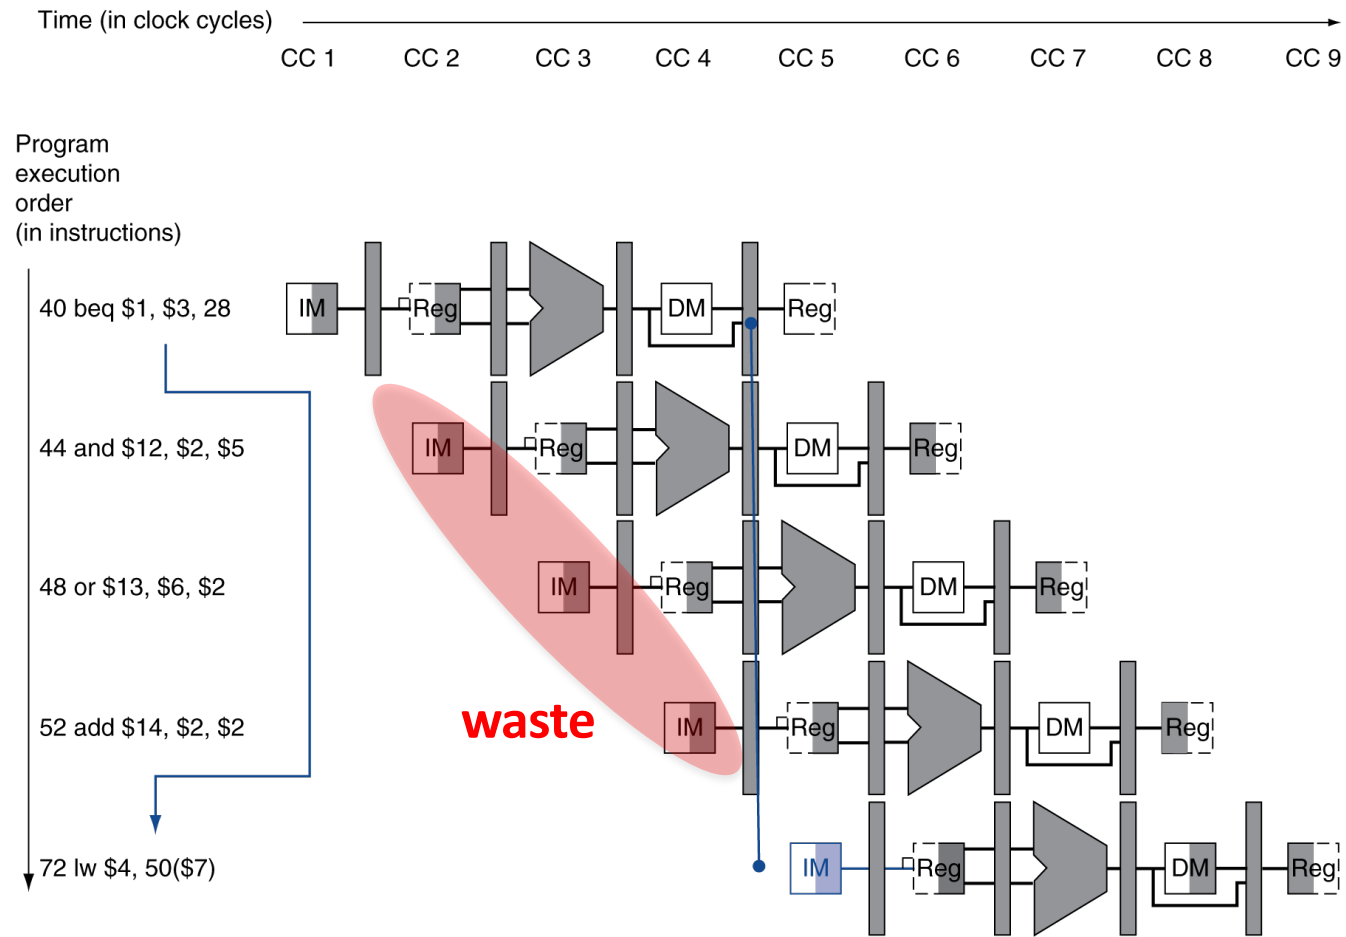 Time (in clock cycles)
CC 1 CC 2 CC 3 CC 4 CC 5 CC 6 CC 7 CC 8 CC 9
Program
execution
order
(in instructions)
40 beq $1, $3, 28
IM Reg DM Reg
44 and $12, $2, $5
IM Reg DM Reg
48 or $13, $6, $2
IM Reg DM Reg
52 add $14, $2, $2
waste
IM Reg DM Reg
72 lw $4, 50($7)
IM Reg DM Reg